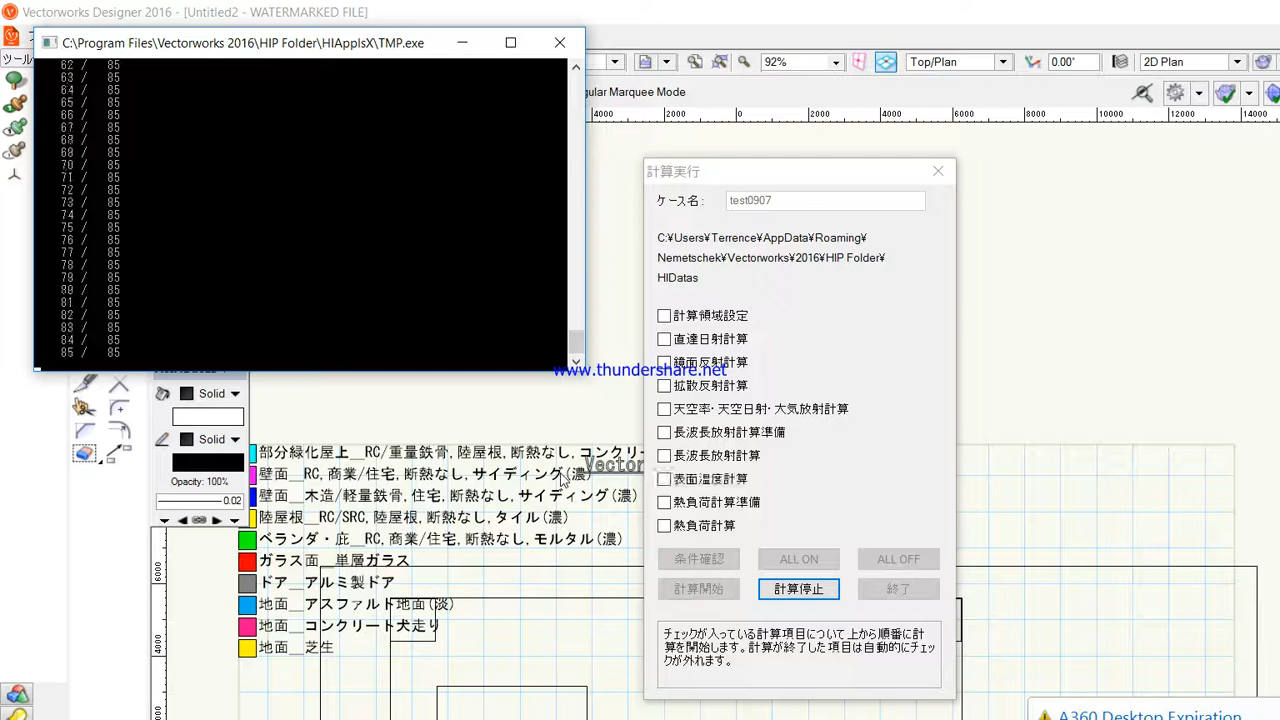 Vectorworks Designer 2016 - [Untitled2 - WATERMARKED FILE]
C:\Program Files\Vectorworks 2016\HIP Folder\HIApplsX\TMP.exe
ツール
92%
Top/Plan
0.00°
2D Plan
gular Marquee Mode
4000
2000
0
2000
4000
6000
8000
10000
12000
14000
62 / 85
63 / 85
64 / 85
65 / 85
66 / 85
67 / 85
68 / 85
69 / 85
70 / 85
71 / 85
72 / 85
73 / 85
74 / 85
75 / 85
76 / 85
77 / 85
78 / 85
79 / 85
80 / 85
81 / 85
82 / 85
83 / 85
84 / 85
85 / 85
計算実行
ケース名:
test0907
C:¥Users¥Terrence¥AppData¥Roaming¥
Nemetschek¥Vectorworks¥2016¥HIP Folder¥
HIDatas
計算領域設定
直達日射計算
鏡面反射計算
拡散反射計算
天空率・天空日射・大気放射計算
長波長放射計算準備
長波長放射計算
表面温度計算
熱負荷計算準備
熱負荷計算
条件確認
ALL ON
ALL OFF
計算開始
計算停止
終了
チェックが入っている計算項目について上から順番に計
算を開始します。計算が終了した項目は自動的にチェッ
クが外れます。
www.thundershare.net
Solid
Solid
Opacity: 100%
0.02
部分緑化屋上__RC/重量鉄骨, 陸屋根, 断熱なし, コンクリー
壁面__RC, 商業/住宅, 断熱なし, サイディング(濃)
Vector
壁面__木造/軽量鉄骨, 住宅, 断熱なし, サイディング(濃)
陸屋根__RC/SRC, 陸屋根, 断熱なし, タイル(濃)
ベランダ・庇__RC, 商業/住宅, 断熱なし, モルタル(濃)
ガラス面__単層ガラス
ドア__アルミ製ドア
地面__アスファルト地面(淡)
地面__コンクリート犬走り
地面__芝生
6000
4000
A360 Desktop Expiration